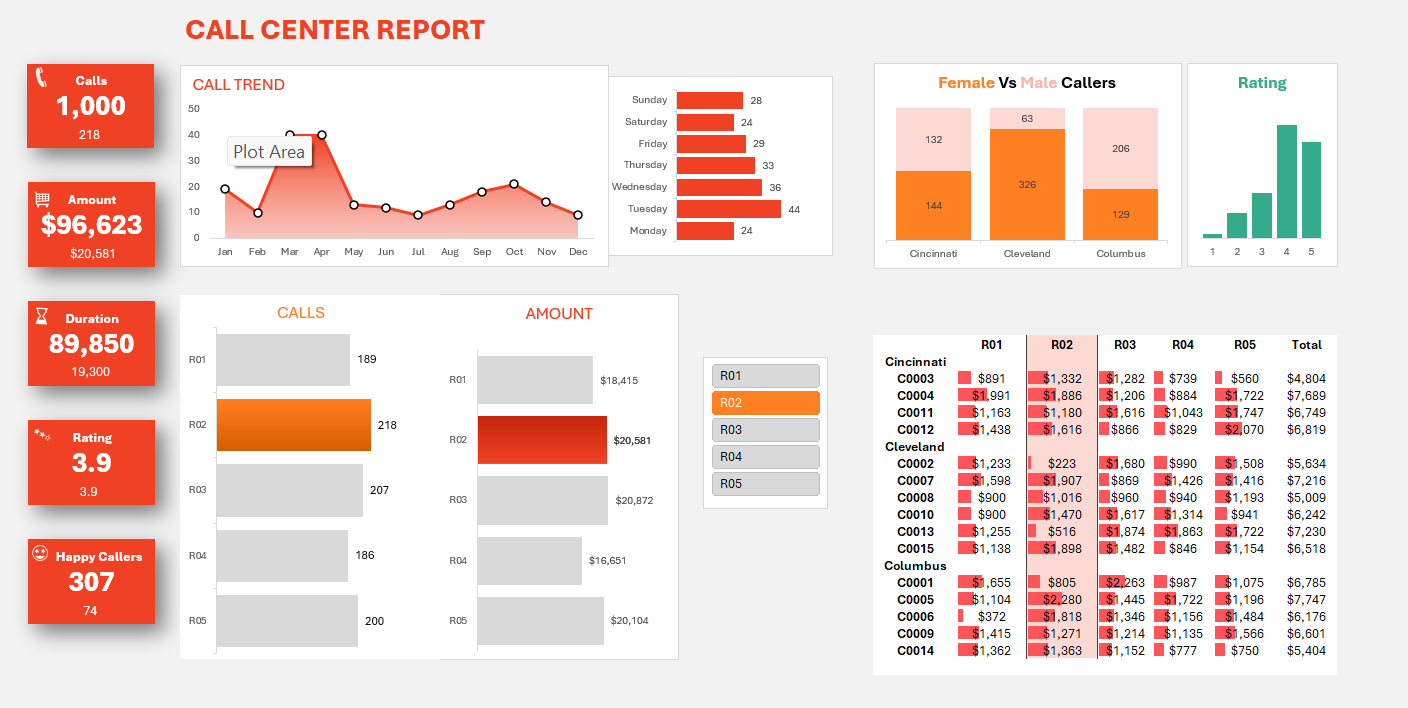 CALL CENTER REPORT
Calls
1,000
218
Amount
$96,623
$20,581
Duration
89,850
19,300
Rating
3.9
3.9
Happy Callers
307
74
CALL TREND
50
40
30
20
10
0
Plot Area
Jan Feb Mar Apr May Jun Jul Aug Sep Oct Nov Dec
Sunday 28
Saturday 24
Friday 29
Thursday 33
Wednesday 36
Tuesday 44
Monday 24
Female Vs Male Callers
132 63 206
144 326 129
Cincinnati Cleveland Columbus
Rating
1 2 3 4 5
CALLS
R01 189
R02 218
R03 207
R04 186
R05 200
AMOUNT
R01 $18,415
R02 $20,581
R03 $20,872
R04 $16,651
R05 $20,104
R01
R02
R03
R04
R05
R01 R02 R03 R04 R05 Total
Cincinnati
C0003 $891 $1,332 $1,282 $739 $560 $4,804
C0004 $1,991 $1,886 $1,206 $884 $1,722 $7,689
C0011 $1,163 $1,180 $1,616 $1,043 $1,747 $6,749
C0012 $1,438 $1,616 $866 $829 $2,070 $6,819
Cleveland
C0002 $1,233 $223 $1,680 $990 $1,508 $5,634
C0007 $1,598 $1,907 $869 $1,426 $1,416 $7,216
C0008 $900 $1,016 $960 $940 $1,193 $5,009
C0010 $900 $1,470 $1,617 $1,314 $941 $6,242
C0013 $1,255 $516 $1,874 $1,863 $1,722 $7,230
C0015 $1,138 $1,898 $1,482 $846 $1,154 $6,518
Columbus
C0001 $1,655 $805 $2,263 $987 $1,075 $6,785
C0005 $1,104 $2,280 $1,445 $1,722 $1,196 $7,747
C0006 $372 $1,818 $1,346 $1,156 $1,484 $6,176
C0009 $1,415 $1,271 $1,214 $1,135 $1,566 $6,601
C0014 $1,362 $1,363 $1,152 $777 $750 $5,404